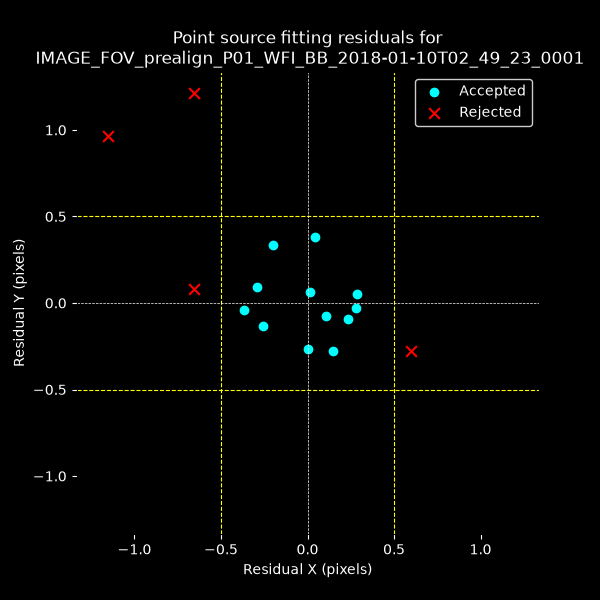 Point source fitting residuals for
IMAGE_FOV_prealign_P01_WFI_BB_2018-01-10T02_49_23_0001
Accepted
Rejected
1.0
0.5
0.0
−0.5
−1.0
Residual Y (pixels)
−1.0 −0.5 0.0 0.5 1.0
Residual X (pixels)